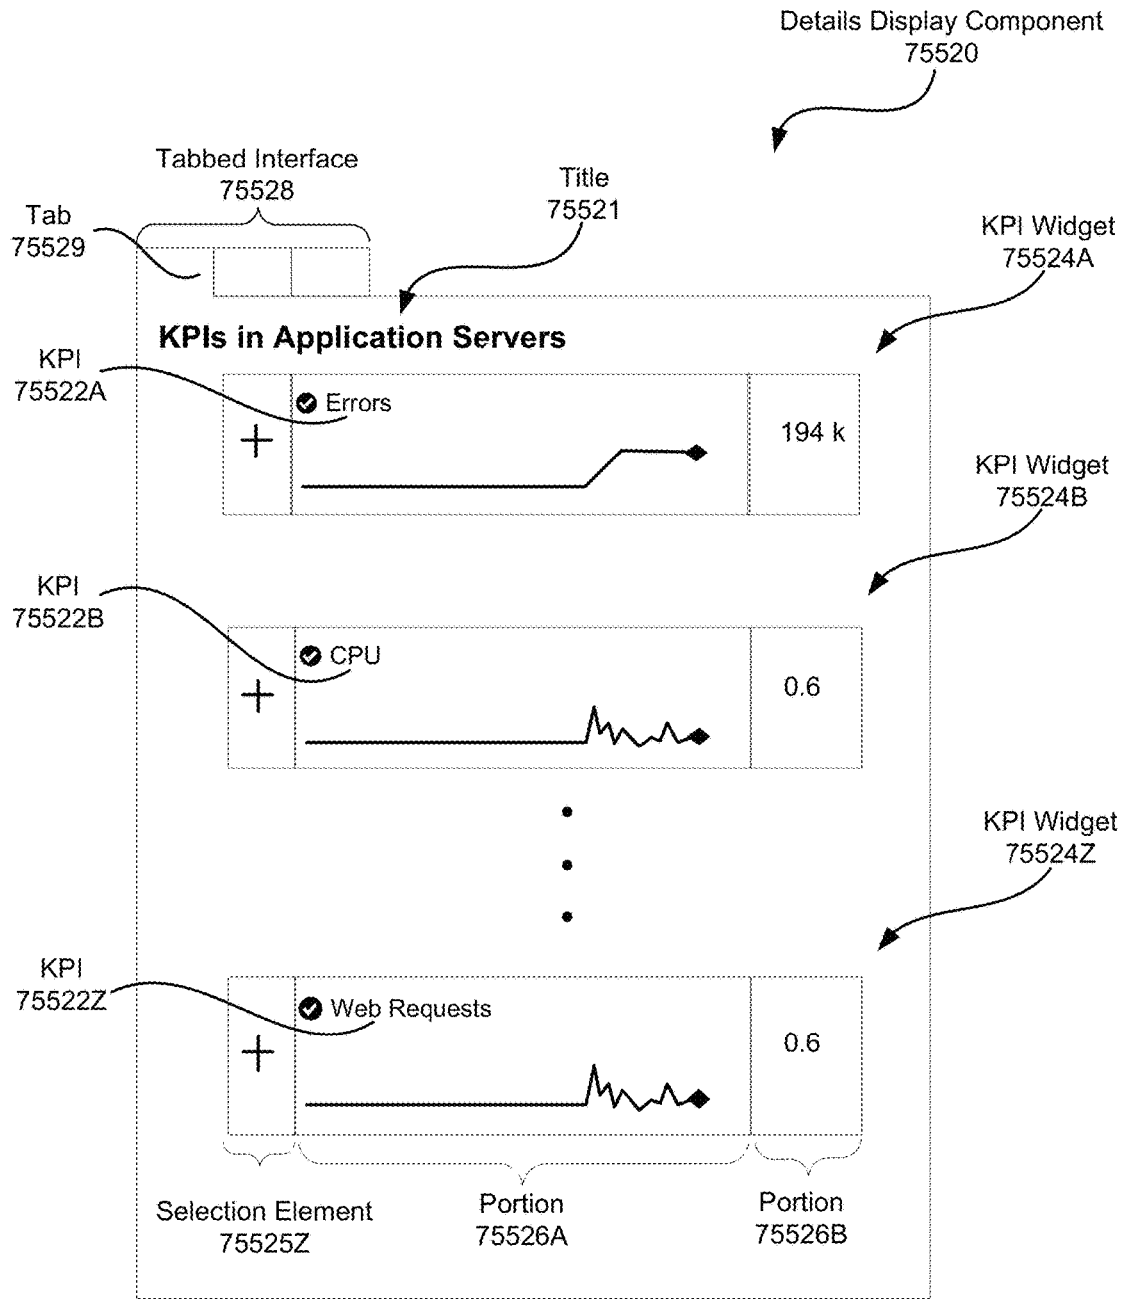 Details Display Component
75520
Tabbed Interface
75528
Title
75521
Tab
75529
KPI Widget
75524A
KPIs in Application Servers
KPI
75522A
Errors
194 k
KPI Widget
75524B
KPI
75522B
CPU
0.6
KPI Widget
75524Z
KPI
75522Z
Web Requests
0.6
Selection Element
75525Z
Portion
75526A
Portion
75526B